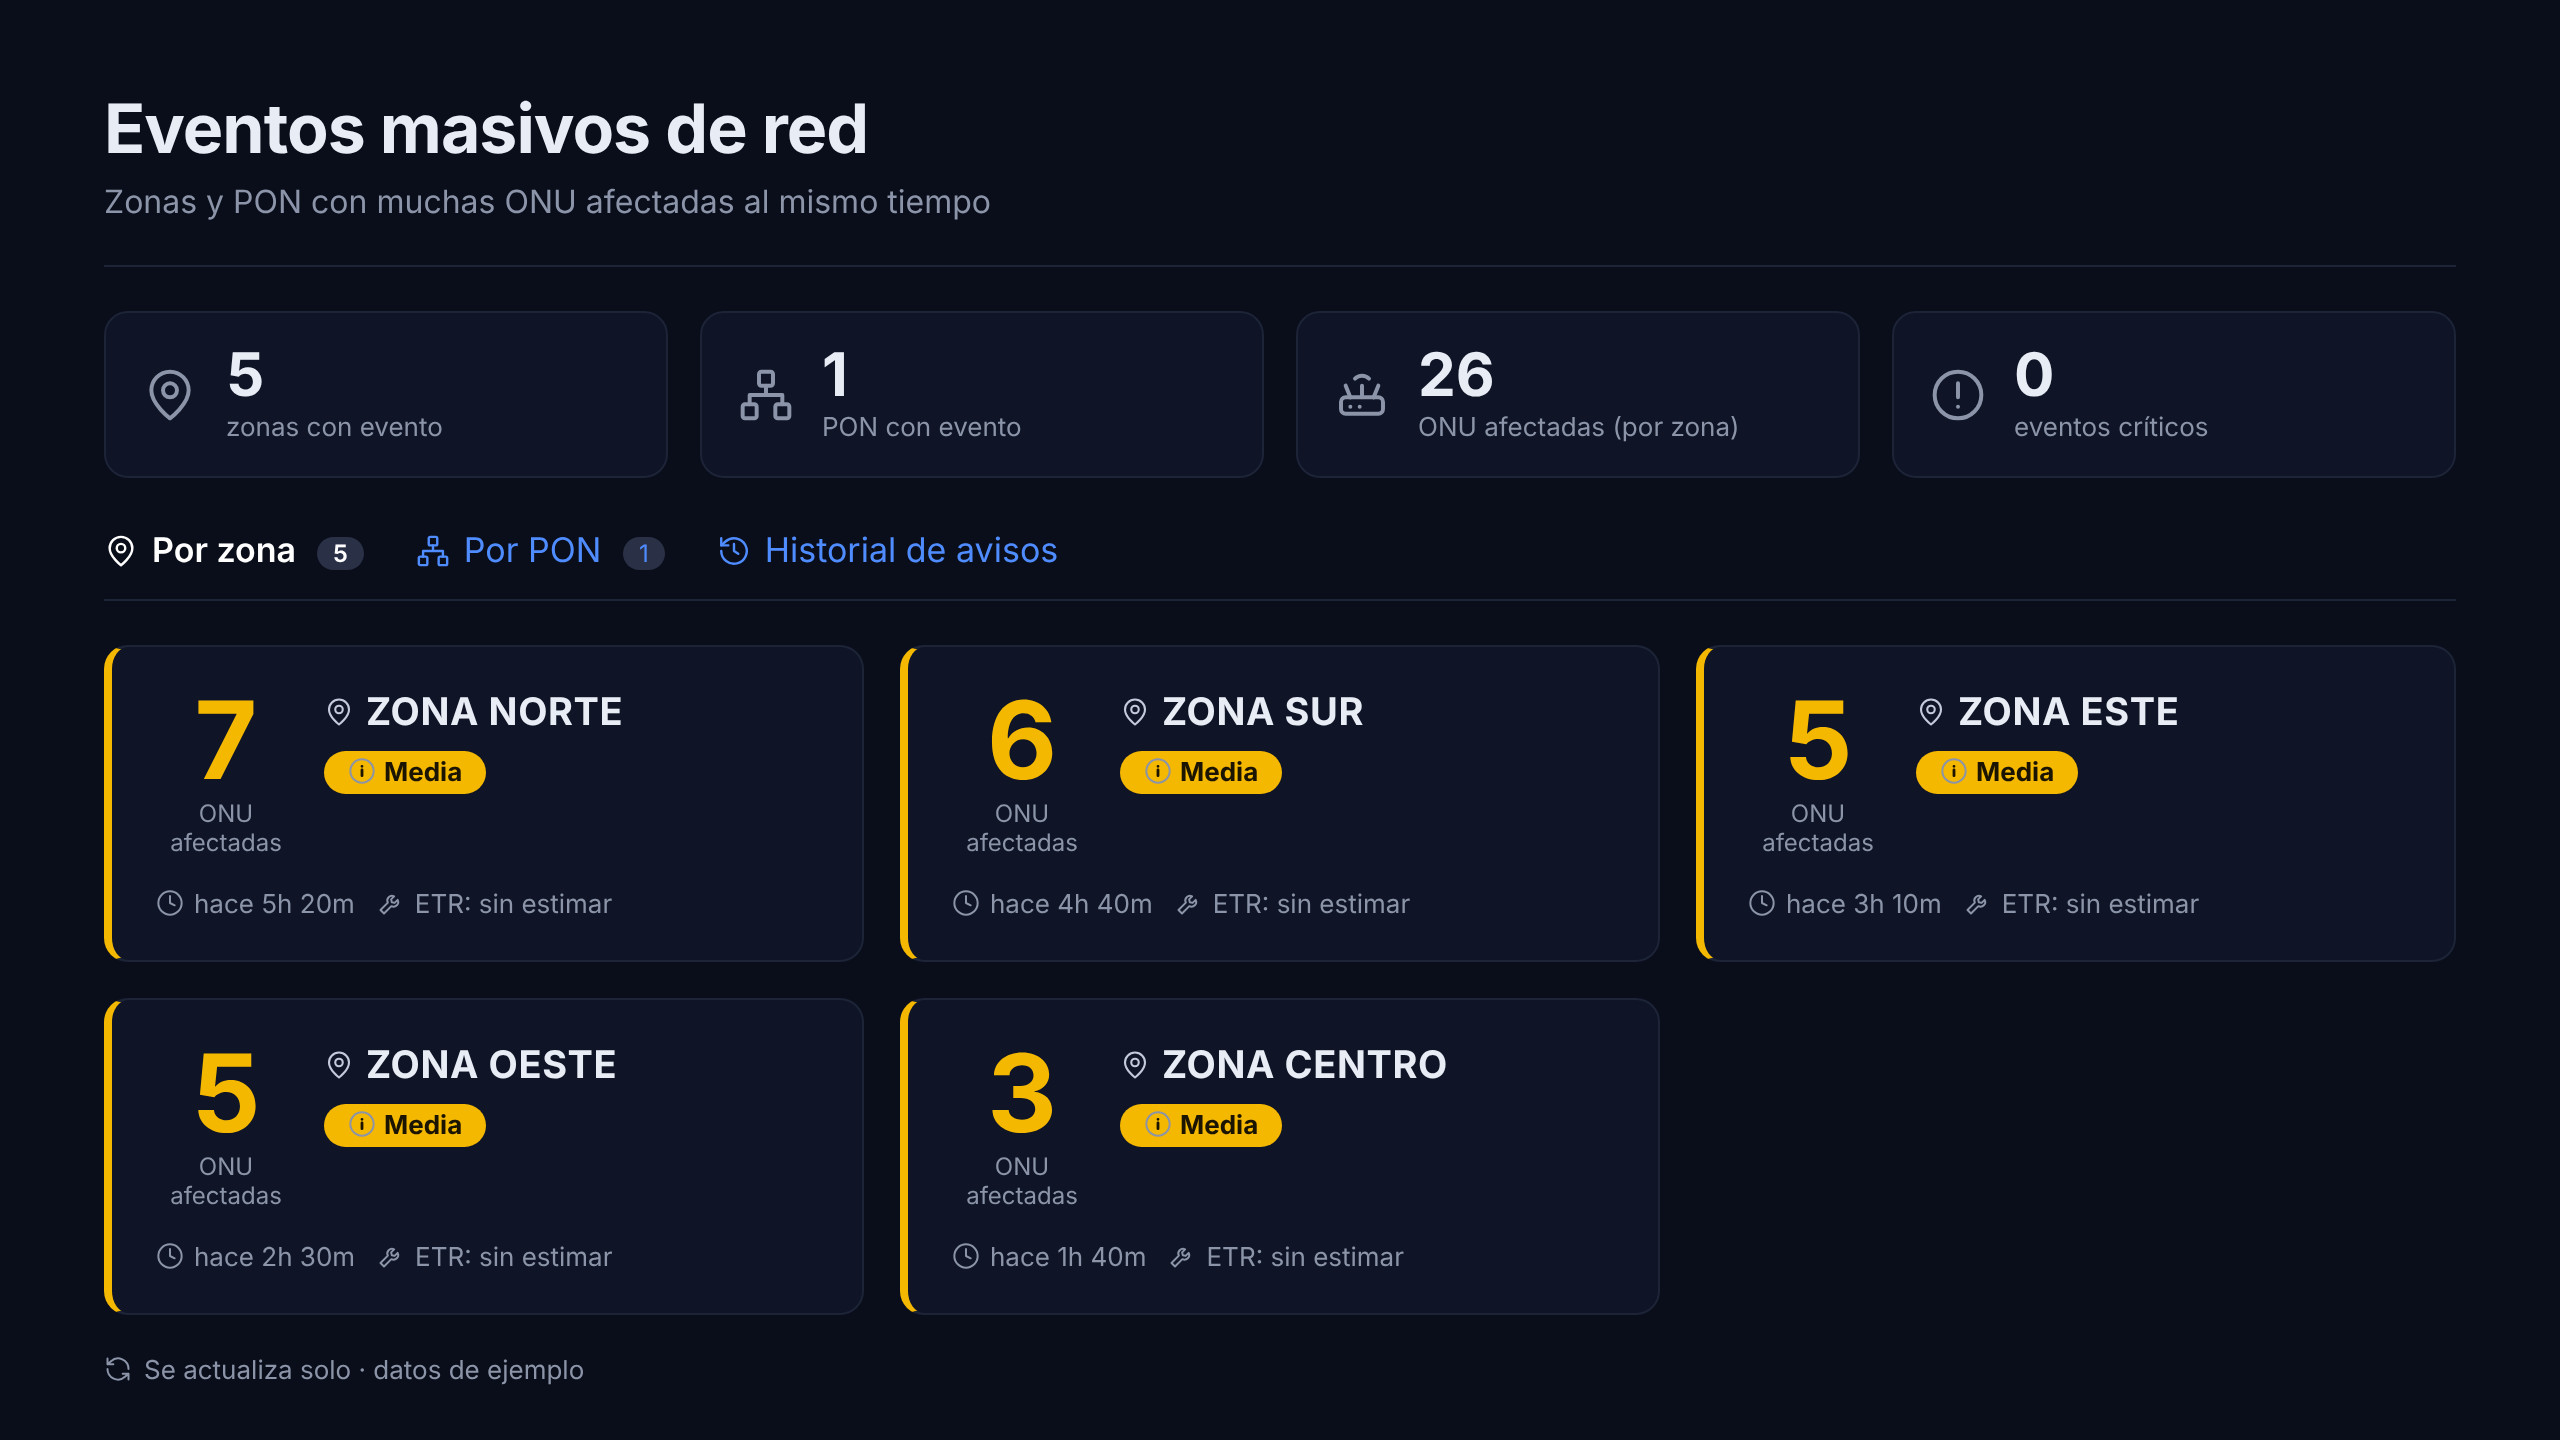 Eventos masivos de red
Zonas y PON con muchas ONU afectadas al mismo tiempo
5
zonas con evento
1
PON con evento
26
ONU afectadas (por zona)
0
eventos críticos
Por zona 5
Por PON 1
Historial de avisos
7
ONU
afectadas
ZONA NORTE
Media
hace 5h 20m ETR: sin estimar
6
ONU
afectadas
ZONA SUR
Media
hace 4h 40m ETR: sin estimar
5
ONU
afectadas
ZONA ESTE
Media
hace 3h 10m ETR: sin estimar
5
ONU
afectadas
ZONA OESTE
Media
hace 2h 30m ETR: sin estimar
3
ONU
afectadas
ZONA CENTRO
Media
hace 1h 40m ETR: sin estimar
Se actualiza solo · datos de ejemplo